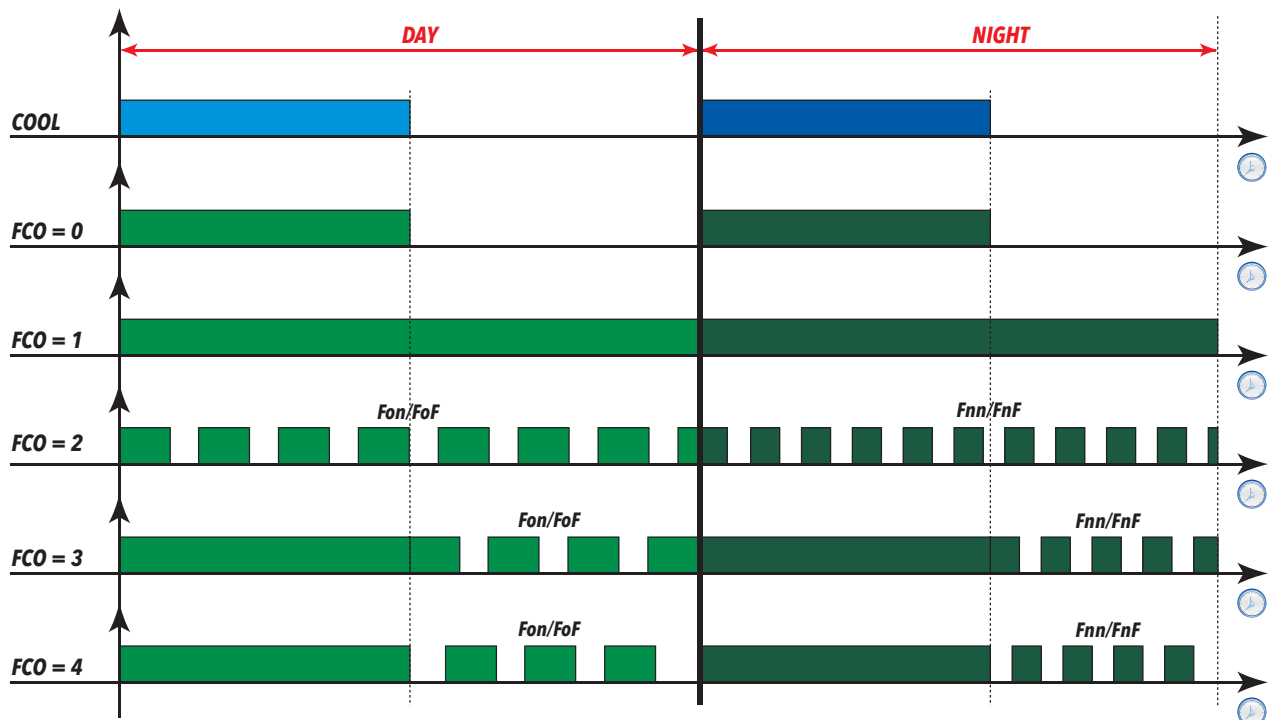 DAY NIGHT
COOL
FCO = 0
FCO = 1
Fon/FoF Fnn/FnF
FCO = 2
Fon/FoF Fnn/FnF
FCO = 3
Fon/FoF Fnn/FnF
FCO = 4